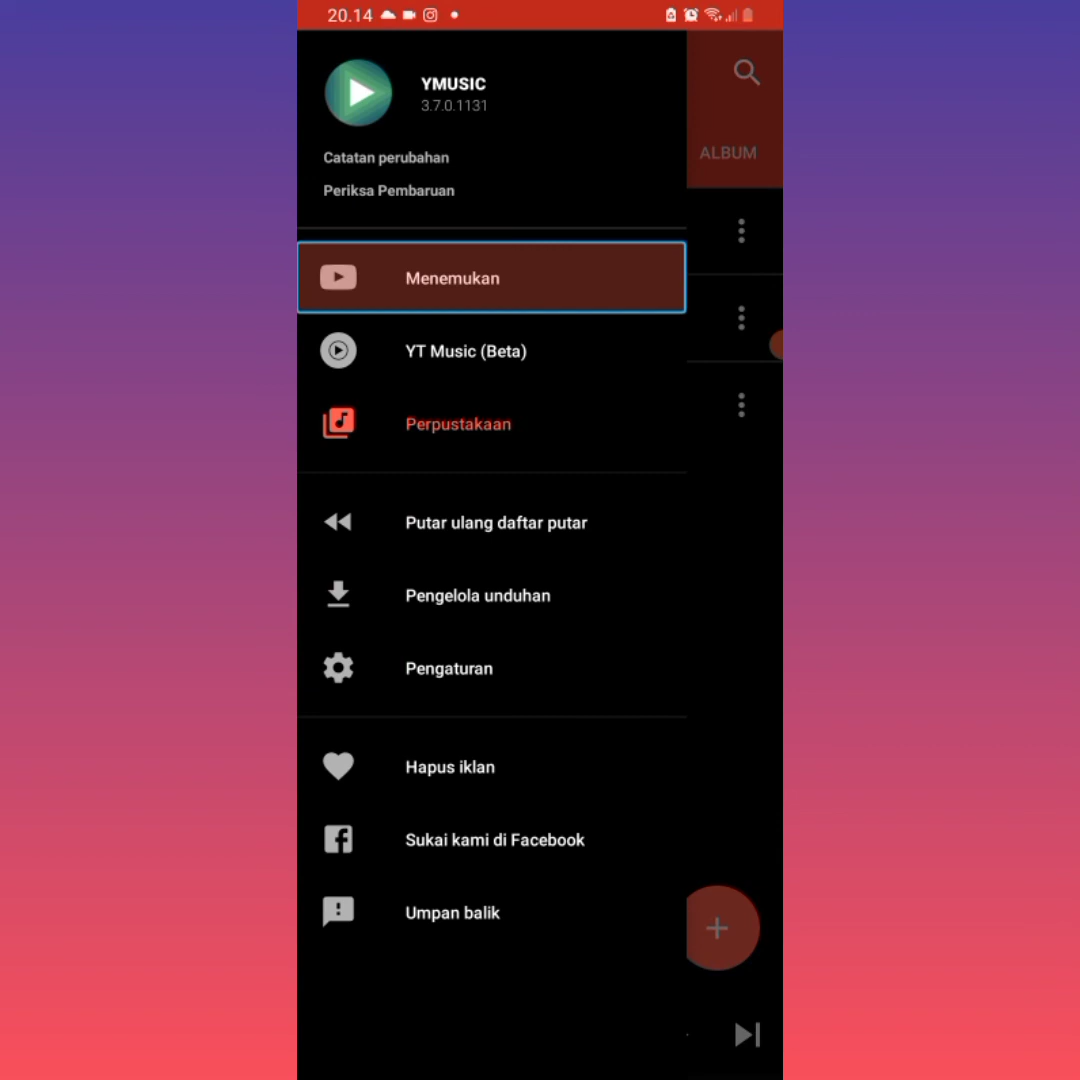 20.14
YMUSIC
3.7.0.1131
Catatan perubahan
Periksa Pembaruan
ALBUM
Menemukan
YT Music (Beta)
Perpustakaan
Putar ulang daftar putar
Pengelola unduhan
Pengaturan
Hapus iklan
Sukai kami di Facebook
Umpan balik